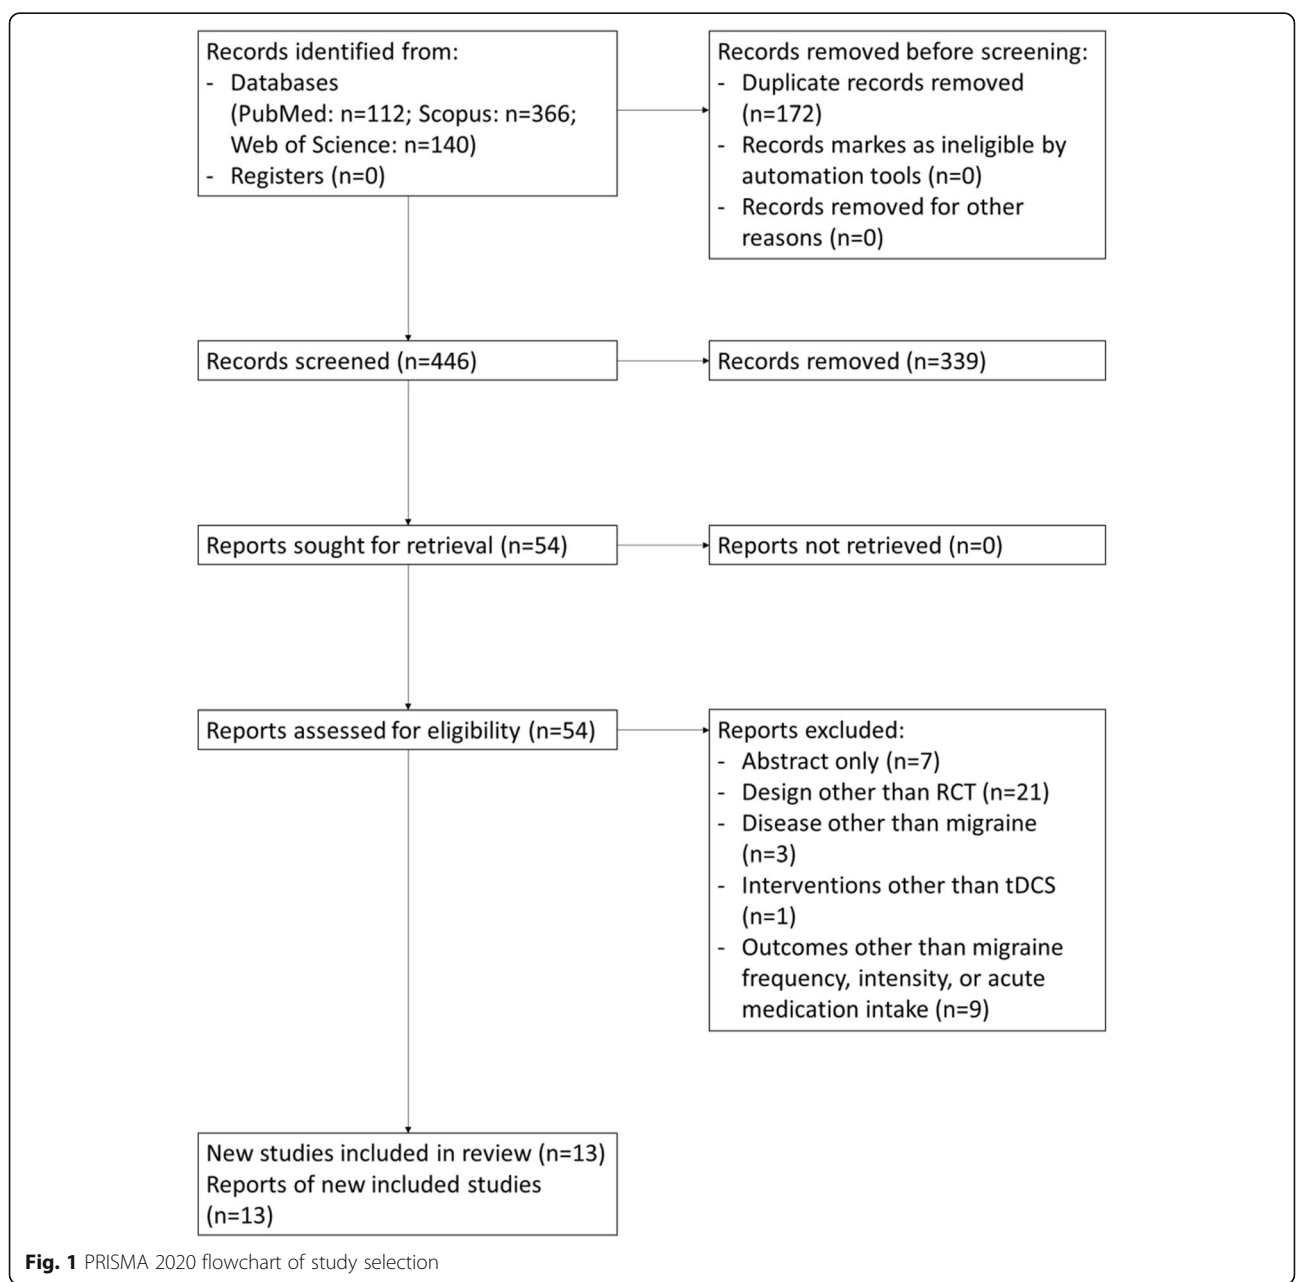 Records identified from:
- Databases
(PubMed: n=112; Scopus: n=366;
Web of Science: n=140)
- Registers (n=0)
Records removed before screening:
- Duplicate records removed
(n=172)
- Records markes as ineligible by
automation tools (n=0)
- Records removed for other
reasons (n=0)
Records screened (n=446)
Records removed (n=339)
Reports sought for retrieval (n=54)
Reports not retrieved (n=0)
Reports assessed for eligibility (n=54)
Reports excluded:
- Abstract only (n=7)
- Design other than RCT (n=21)
- Disease other than migraine
(n=3)
- Interventions other than tDCS
(n=1)
- Outcomes other than migraine
frequency, intensity, or acute
medication intake (n=9)
New studies included in review (n=13)
Reports of new included studies
(n=13)
Fig. 1 PRISMA 2020 flowchart of study selection